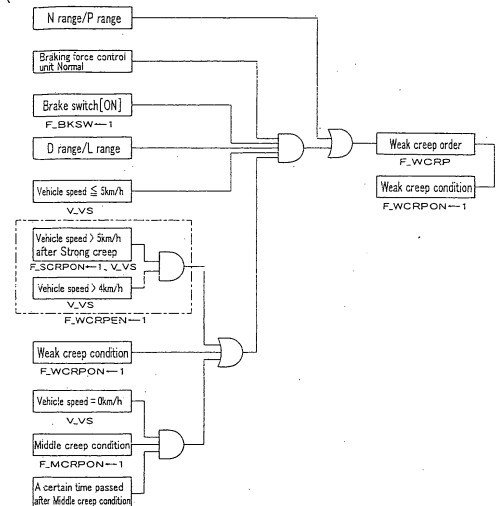 N range/P range
Braking force control
unit Normal
Brake switch[ON]
F_BKSW←1
D range/L range
Vehicle speed ≦ 5km/h
V_VS
Vehicle speed > 5km/h
after Strong creep
F_SCRPON←1、V_VS
Vehicle speed > 4km/h
V_VS
F_WCRPEN←1
Weak creep condition
F_WCRPON←1
Vehicle speed = 0km/h
V_VS
Middle creep condition
F_MCRPON←1
A certain time passed
after Middle creep condition
Weak creep order
F_WCRP
Weak creep condition
F_WCRPON←1